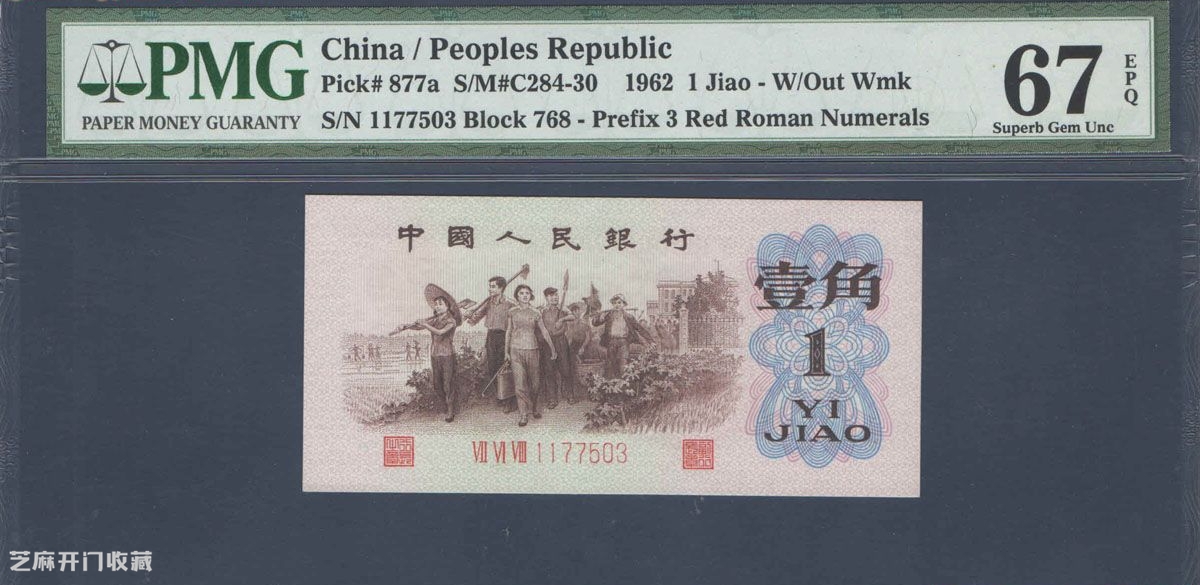 PMG
PAPER MONEY GUARANTY
China / Peoples Republic
Pick# 877a S/M#C284-30 1962 1 Jiao - W/Out Wmk
S/N 1177503 Block 768 - Prefix 3 Red Roman Numerals
67
EPQ
Superb Gem Unc
中國人民銀行
壹角
1
YI
JIAO
VII VI VIII 1177503
芝麻开门收藏